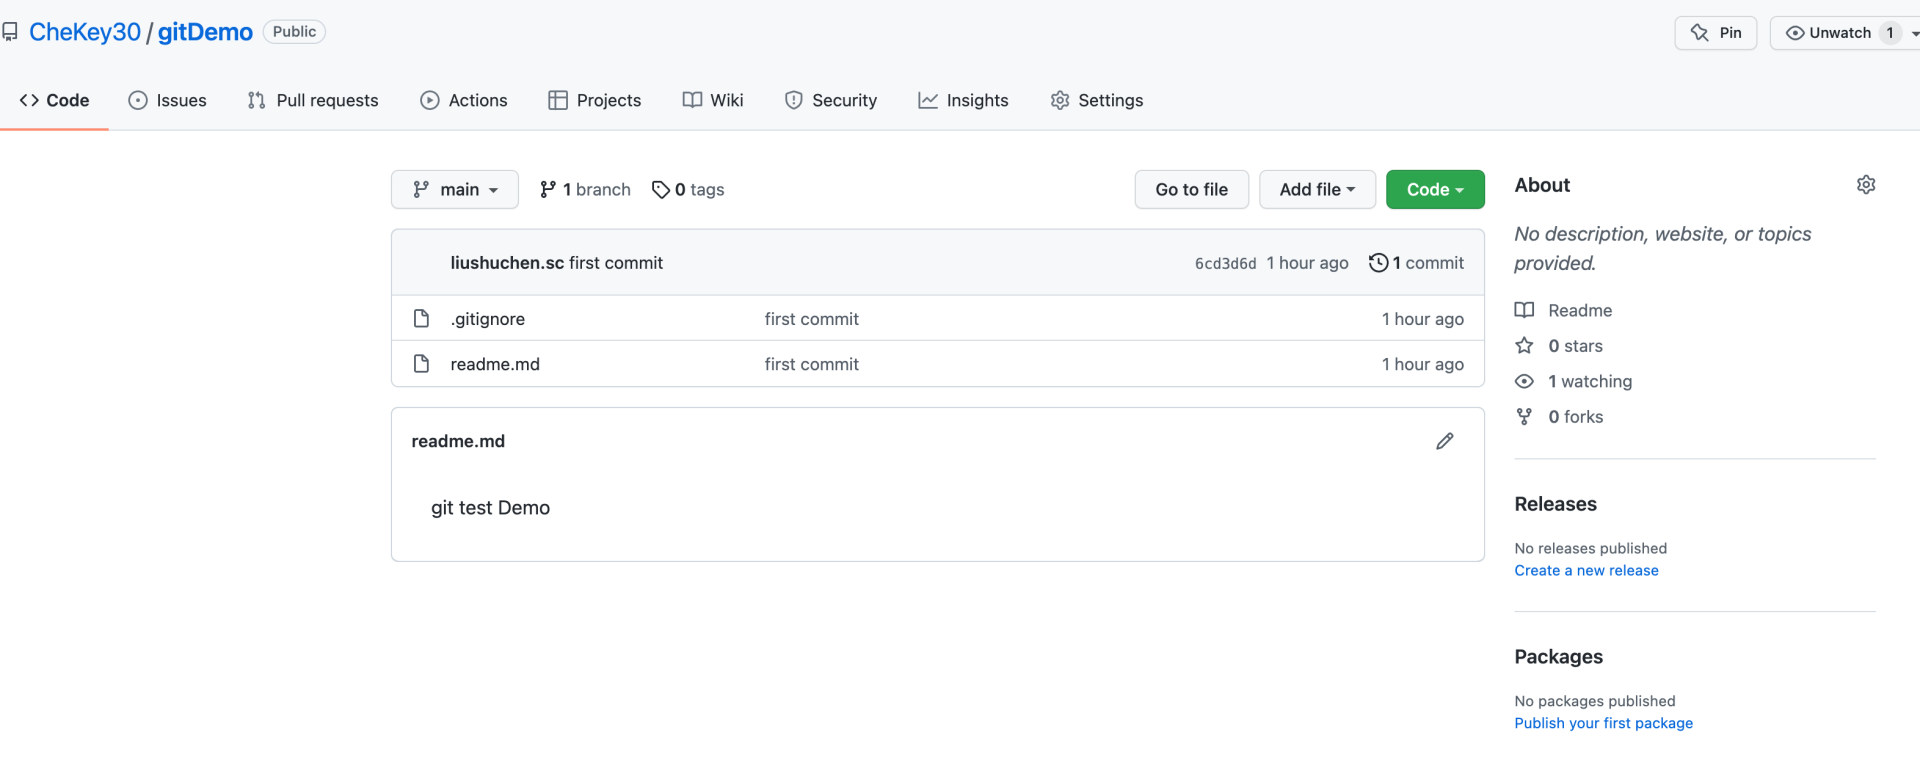 CheKey30 / gitDemo Public
Pin
Unwatch 1
Code
Issues
Pull requests
Actions
Projects
Wiki
Security
Insights
Settings
main
1 branch
0 tags
Go to file
Add file
Code
liushuchen.sc first commit
6cd3d6d 1 hour ago
1 commit
.gitignore
first commit
1 hour ago
readme.md
first commit
1 hour ago
readme.md
git test Demo
About
No description, website, or topics
provided.
Readme
0 stars
1 watching
0 forks
Releases
No releases published
Create a new release
Packages
No packages published
Publish your first package